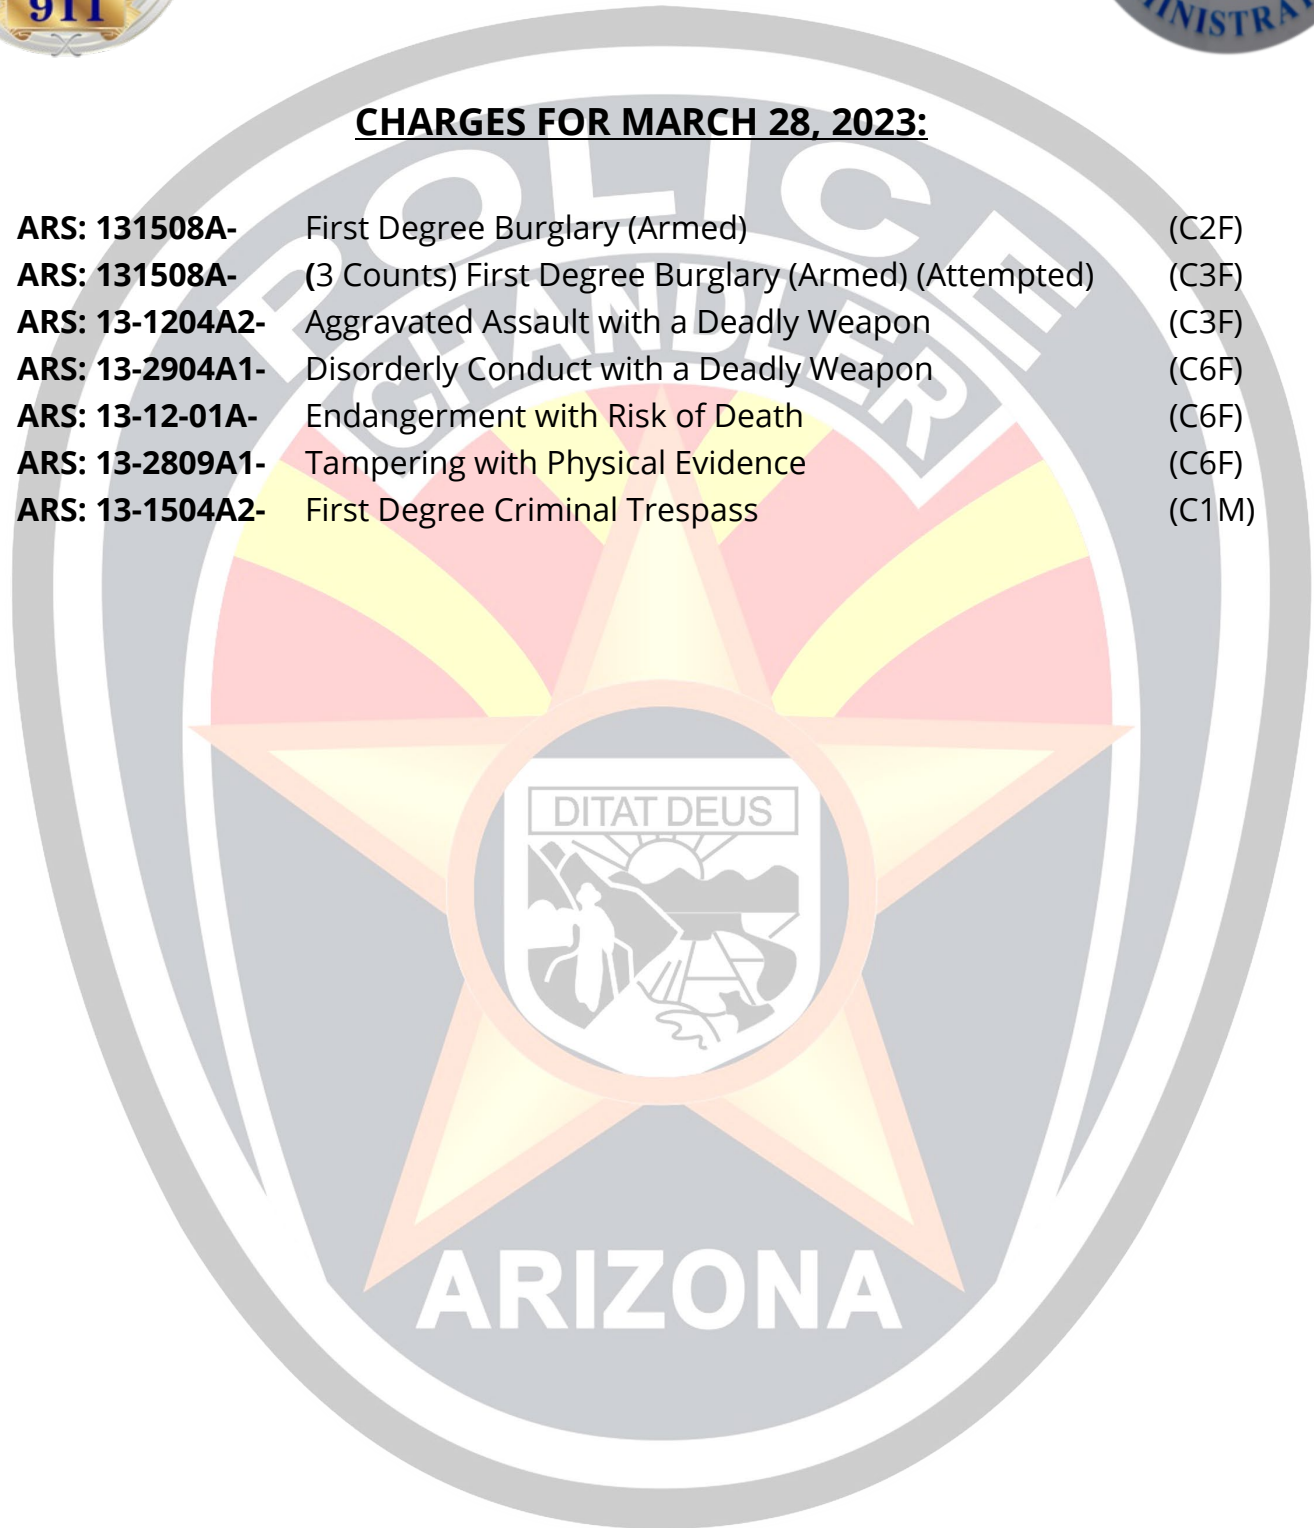 911
CHARGES FOR MARCH 28, 2023:
ARS: 131508A- First Degree Burglary (Armed) (C2F)
ARS: 131508A- (3 Counts) First Degree Burglary (Armed) (Attempted) (C3F)
ARS: 13-1204A2- Aggravated Assault with a Deadly Weapon (C3F)
ARS: 13-2904A1- Disorderly Conduct with a Deadly Weapon (C6F)
ARS: 13-12-01A- Endangerment with Risk of Death (C6F)
ARS: 13-2809A1- Tampering with Physical Evidence (C6F)
ARS: 13-1504A2- First Degree Criminal Trespass (C1M)
POLICE
CHANDLER
DITAT DEUS
ARIZONA